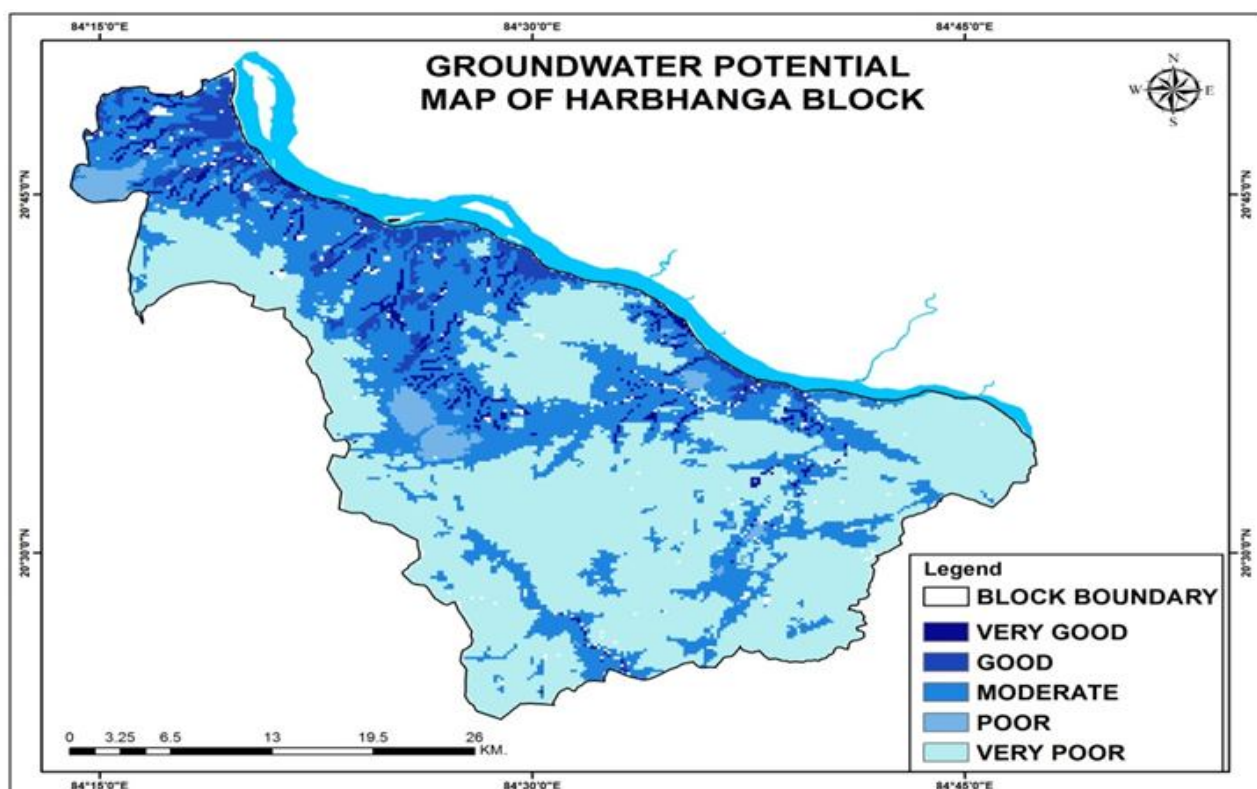 84°15'0"E 84°30'0"E 84°45'0"E
GROUNDWATER POTENTIAL
MAP OF HARBHANGA BLOCK
N
W E
S
20°45'0"N 20°45'0"N
20°30'0"N 20°30'0"N
Legend
BLOCK BOUNDARY
VERY GOOD
GOOD
MODERATE
POOR
VERY POOR
0 3.25 6.5 13 19.5 26
KM.
84°15'0"E 84°30'0"E 84°45'0"E